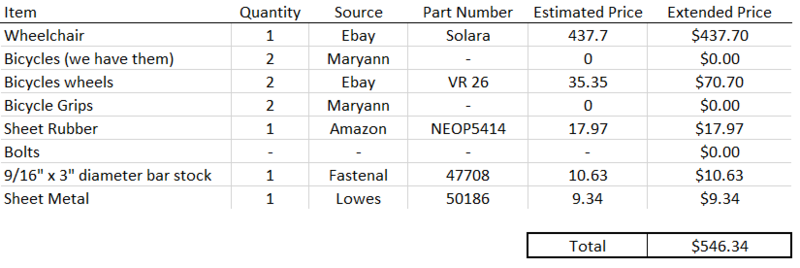 Item Quantity Source Part Number Estimated Price Extended Price
Wheelchair 1 Ebay Solara 437.7 $437.70
Bicycles (we have them) 2 Maryann - 0 $0.00
Bicycles wheels 2 Ebay VR 26 35.35 $70.70
Bicycle Grips 2 Maryann - 0 $0.00
Sheet Rubber 1 Amazon NEOP5414 17.97 $17.97
Bolts - - - - $0.00
9/16" x 3" diameter bar stock 1 Fastenal 47708 10.63 $10.63
Sheet Metal 1 Lowes 50186 9.34 $9.34
Total $546.34